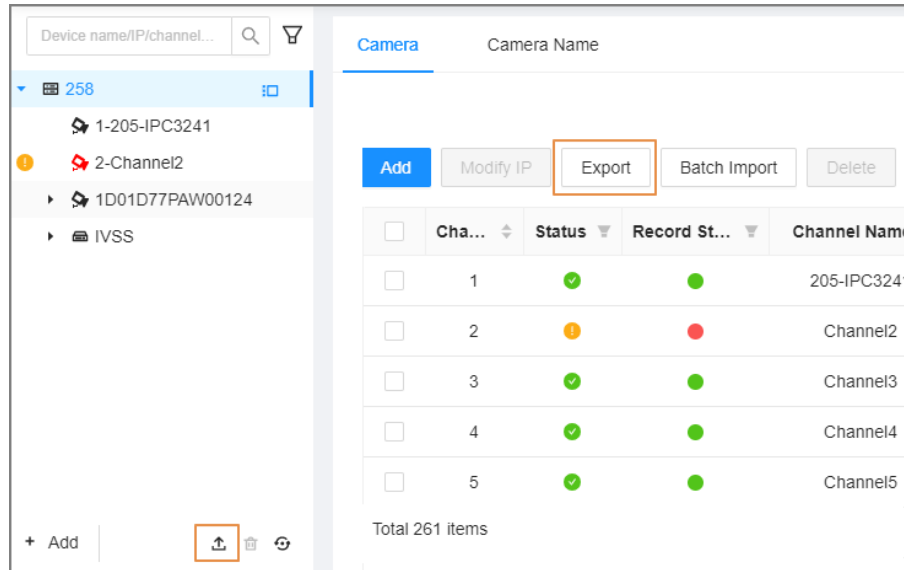 Device name/IP/channel...
Camera Camera Name
258
1-205-IPC3241
2-Channel2
1D01D77PAW00124
IVSS
Add Modify IP Export Batch Import Delete
Cha... Status Record St... Channel Name
1 205-IPC3241
2 Channel2
3 Channel3
4 Channel4
5 Channel5
Total 261 items
+ Add